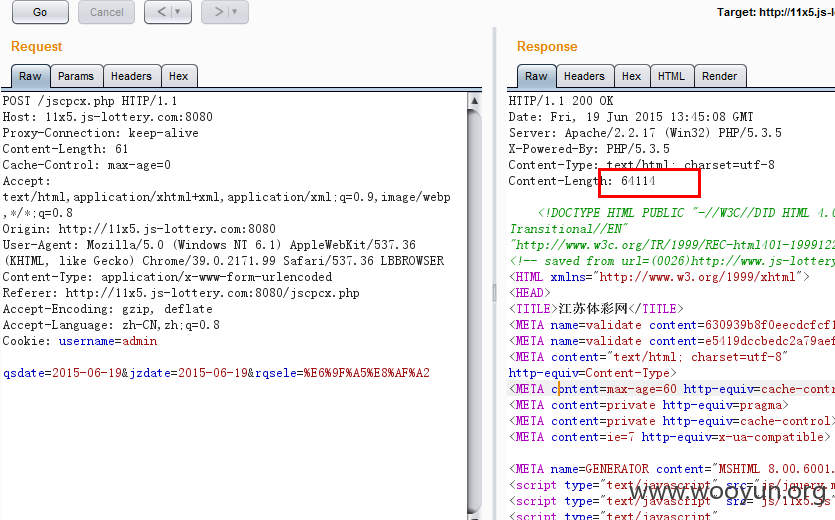 Go Cancel < > Target: http://11x5.js-l
Request
Raw Params Headers Hex
POST /jscpcx.php HTTP/1.1
Host: 11x5.js-lottery.com:8080
Proxy-Connection: keep-alive
Content-Length: 61
Cache-Control: max-age=0
Accept:
text/html,application/xhtml+xml,application/xml;q=0.9,image/webp
,*/*;q=0.8
Origin: http://11x5.js-lottery.com:8080
User-Agent: Mozilla/5.0 (Windows NT 6.1) AppleWebKit/537.36
(KHTML, like Gecko) Chrome/39.0.2171.99 Safari/537.36 LBBROWSER
Content-Type: application/x-www-form-urlencoded
Referer: http://11x5.js-lottery.com:8080/jscpcx.php
Accept-Encoding: gzip, deflate
Accept-Language: zh-CN,zh;q=0.8
Cookie: username=admin
qsdate=2015-06-19&jzdate=2015-06-19&rqsele=%E6%9F%A5%E8%AF%A2
Response
Raw Headers Hex HTML Render
HTTP/1.1 200 OK
Date: Fri, 19 Jun 2015 13:45:08 GMT
Server: Apache/2.2.17 (Win32) PHP/5.3.5
X-Powered-By: PHP/5.3.5
Content-Type: text/html; charset=utf-8
Content-Length: 64114
<!DOCTYPE HTML PUBLIC "-//W3C//DTD HTML 4.0
Transitional//EN"
"http://www.w3c.org/TR/1999/REC-html401-1999122
<!-- saved from url=(0026)http://www.js-lottery
<HTML xmlns="http://www.w3.org/1999/xhtml">
<HEAD>
<TITLE>江苏体彩网</TITLE>
<META name=validate content=630939b8f0eecdcfcf1
<META name=validate content=e5419dccbedc2a79aef
<META content="text/html; charset=utf-8"
http-equiv=Content-Type>
<META content=max-age=60 http-equiv=cache-contr
<META content=private http-equiv=pragma>
<META content=private http-equiv=cache-control>
<META content=ie=7 http-equiv=x-ua-compatible>
<META name=GENERATOR content="MSHTML 8.00.6001.
<script type="text/javascript" src="js/jquery.m
<script type="text/javascript" src="js/11x5.js"
<script type="text/javascript"
www.wooyun.org